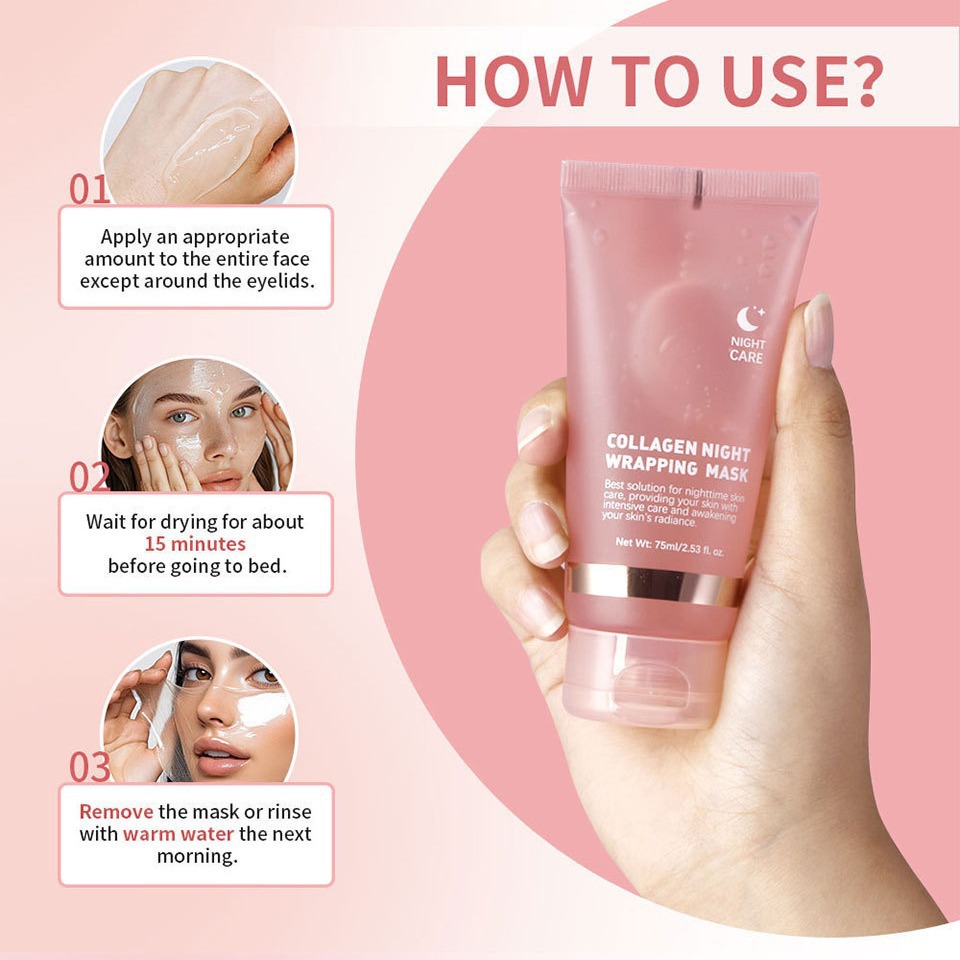 HOW TO USE?
01
Apply an appropriate
amount to the entire face
except around the eyelids.
02
Wait for drying for about
15 minutes
before going to bed.
03
Remove the mask or rinse
with warm water the next
morning.
NIGHT
CARE
COLLAGEN NIGHT
WRAPPING MASK
Best solution for nighttime skin
care, providing your skin with
intensive care and awakening
your skin's radiance.
Net Wt: 75ml/2.53 fl. oz.